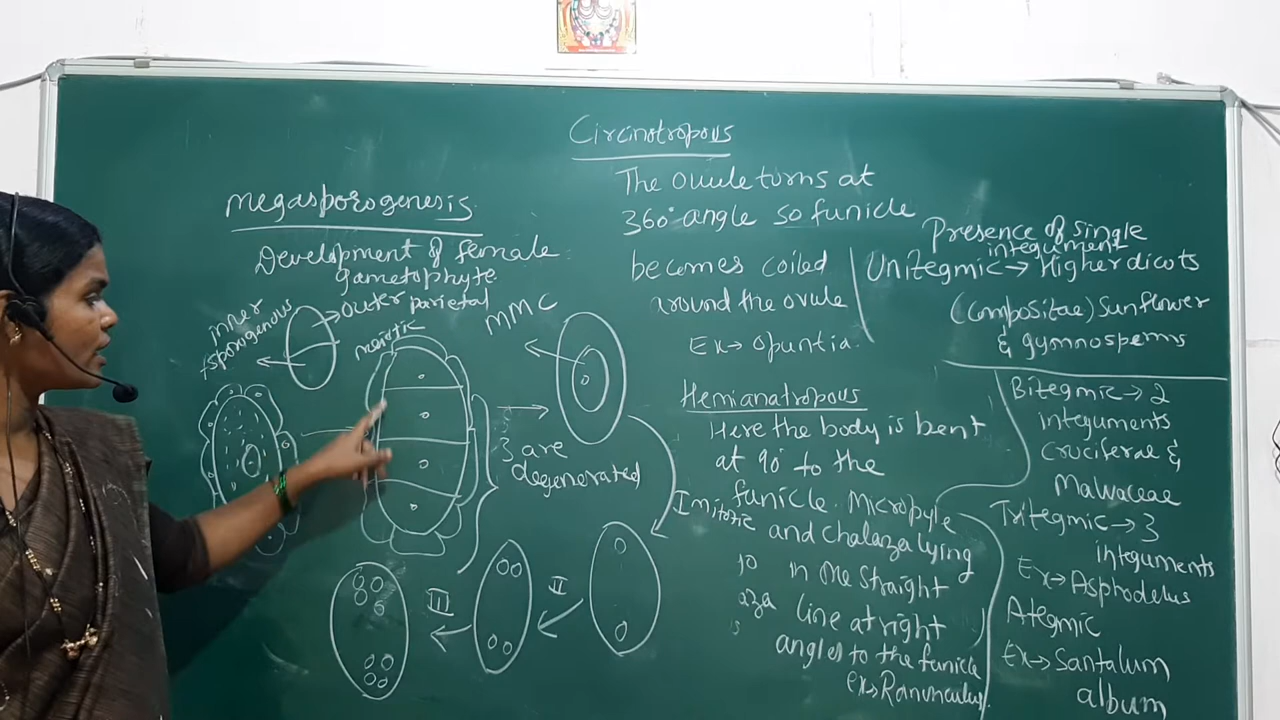 Circinotropous
The Ovule turns at
360° angle so funicle
becomes coiled
around the ovule
Ex→ Opuntia.
Megasporogenesis
Development of female
gametophyte
inner
sporogenous
outer parietal
meiotic
MMC
3 are
degenerated
I mitotic
II
III
Hemianatropous
Here the body is bent
at 90° to the
funicle. Micropyle
and chalaza lying
in the straight
line at right
angles to the funicle
ex→ Ranunculus.
Presence of single
integument
Unitegmic → Higher dicots
(Compositae) Sunflower
& gymnosperms
Bitegmic → 2
integuments
Cruciferae &
Malvaceae
Tritegmic → 3
integuments
Ex→ Asphodelus
Ategmic
Ex→ Santalum
album